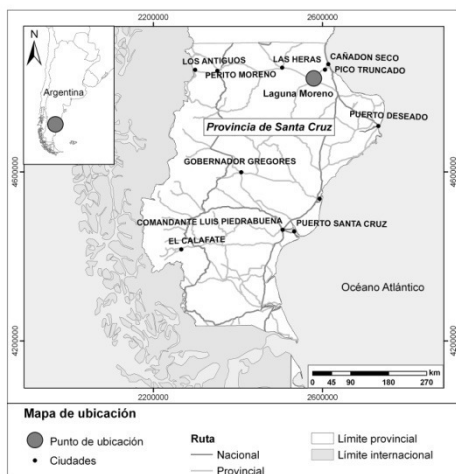 2200000 2600000
N
Argentina
LOS ANTIGUOS
LAS HERAS
CAÑADON SECO
PERITO MORENO
PICO TRUNCADO
Laguna Moreno
PUERTO DESEADO
Provincia de Santa Cruz
4600000 4600000
GOBERNADOR GREGORES
COMANDANTE LUIS PIEDRABUENA
PUERTO SANTA CRUZ
EL CALAFATE
Océano Atlántico
4200000 4200000
km
0 45 90 180 270
2200000 2600000
Mapa de ubicación
Punto de ubicación
Ciudades
Ruta
Nacional
Provincial
Límite provincial
Límite internacional